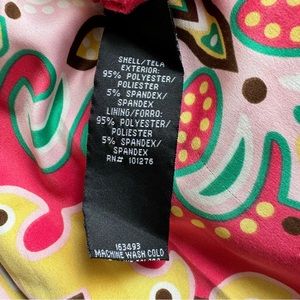 SHELL/TELA
EXTERIOR:
95% POLYESTER/
POLIESTER
5% SPANDEX/
SPANDEX
LINING/FORRO:
95% POLYESTER/
POLIESTER
5% SPANDEX/
SPANDEX
RN# 101276
163493
MACHINE WASH COLD